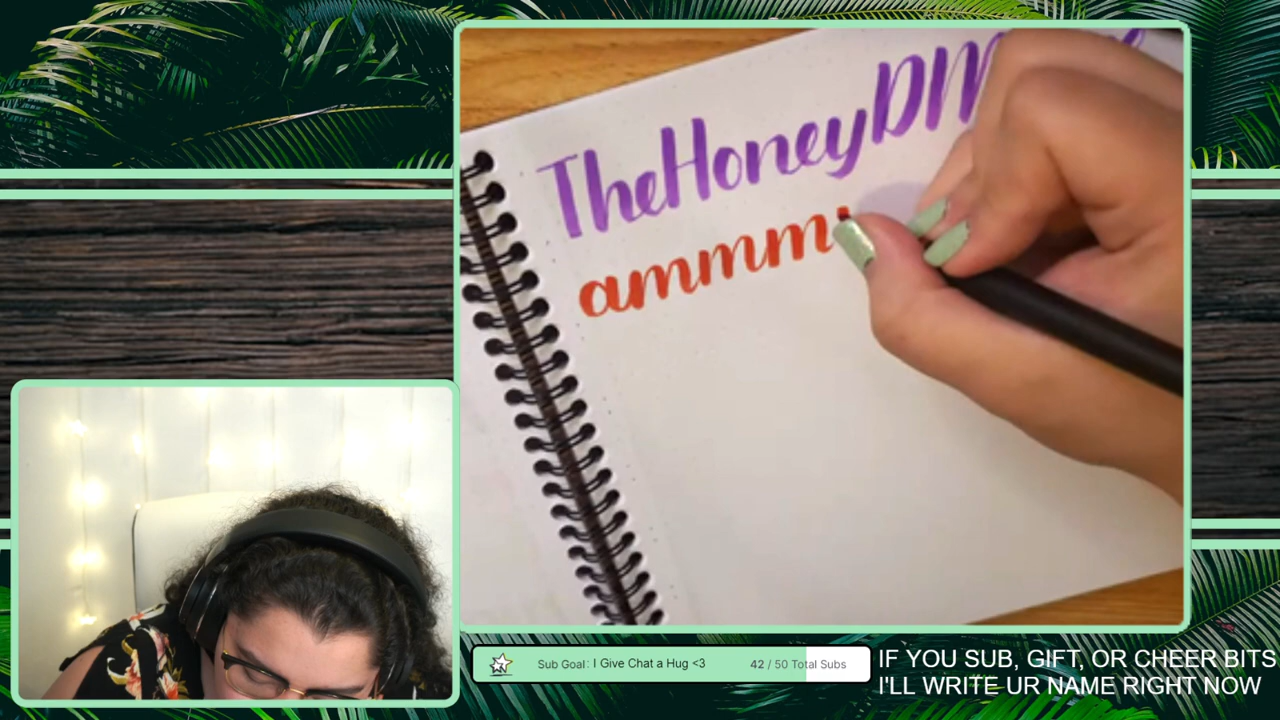 TheHoneyDM
ammm
Sub Goal: I Give Chat a Hug <3
42 / 50 Total Subs
IF YOU SUB, GIFT, OR CHEER BITS
I'LL WRITE UR NAME RIGHT NOW